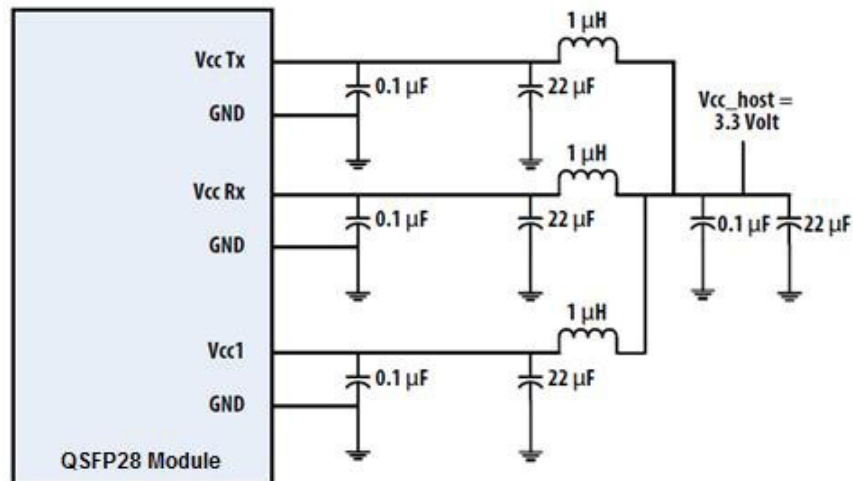 1 µH
Vcc Tx
0.1 µF
22 µF
GND
Vcc_host =
3.3 Volt
1 µH
Vcc Rx
0.1 µF
22 µF
0.1 µF
22 µF
GND
1 µH
Vcc1
0.1 µF
22 µF
GND
QSFP28 Module